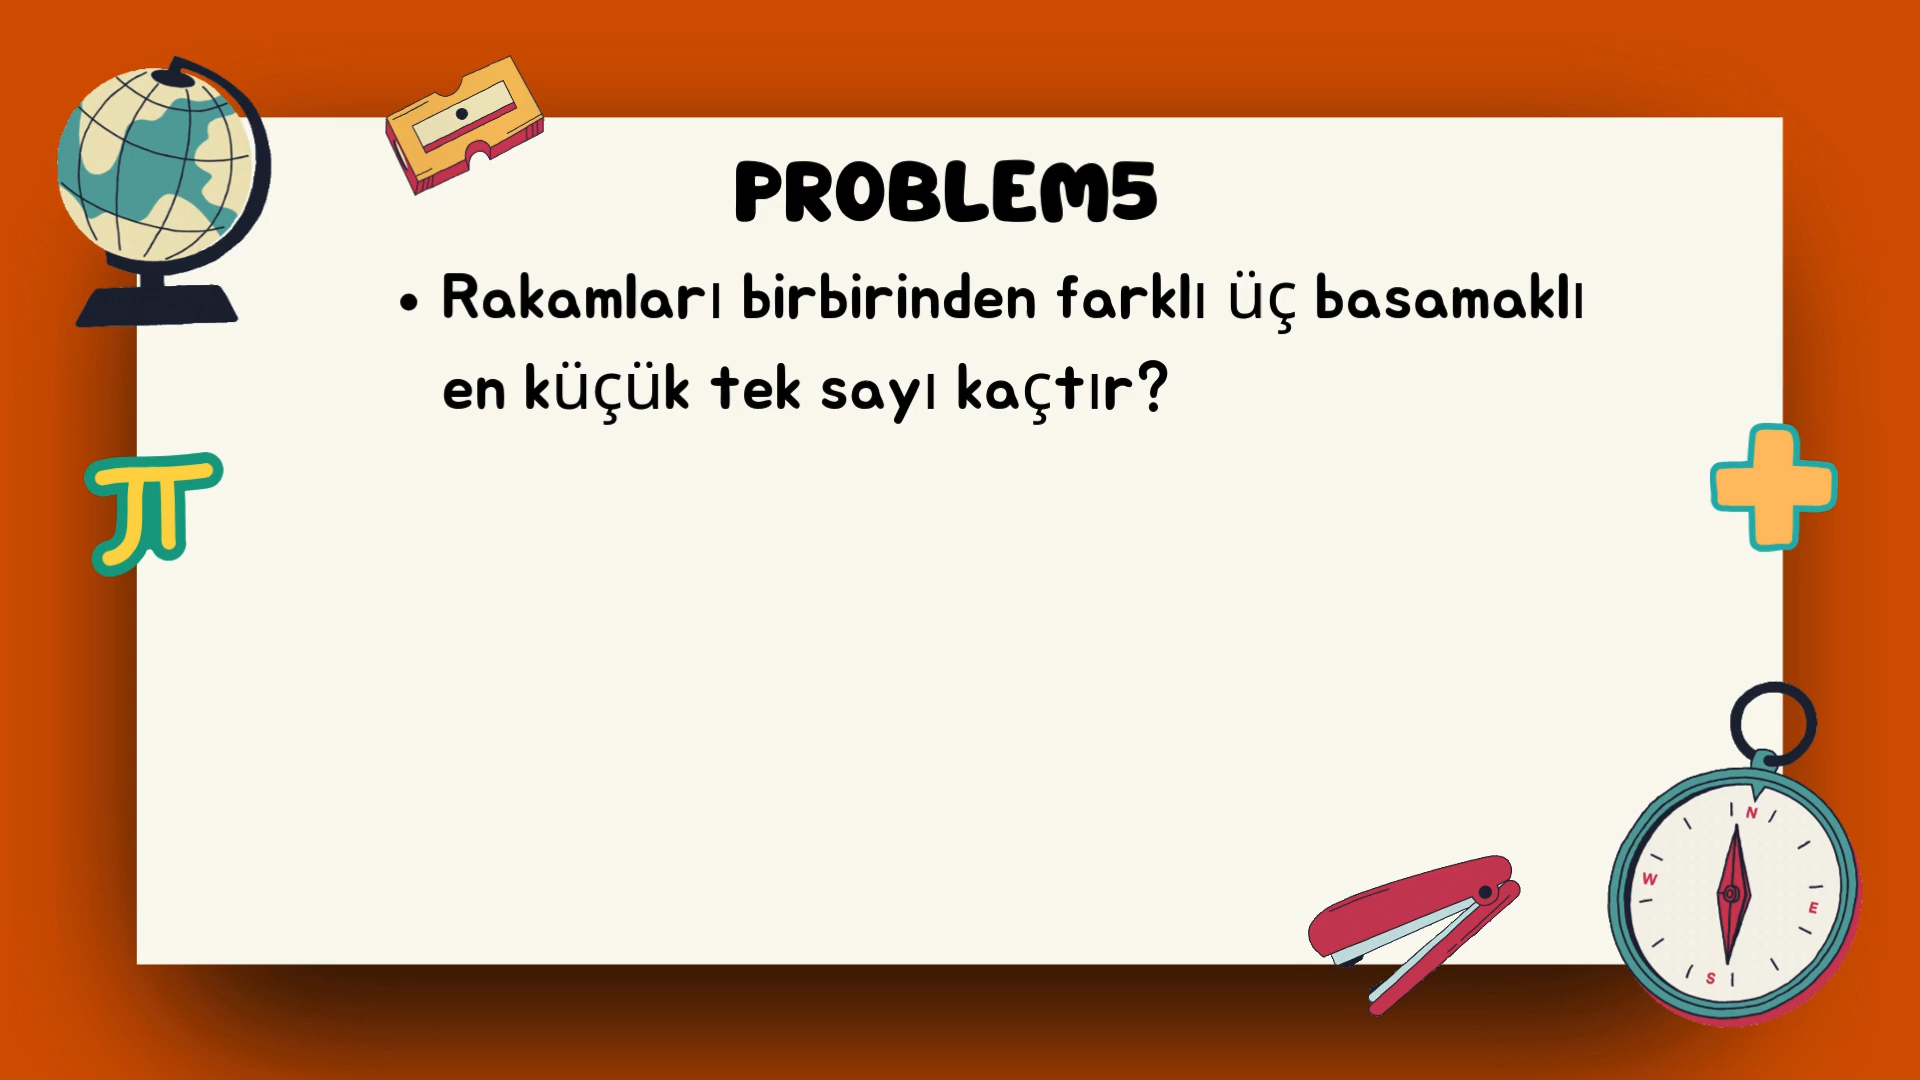 PROBLEM5
• Rakamları birbirinden farklı üç basamaklı
en küçük tek sayı kaçtır?
N
W
E
S